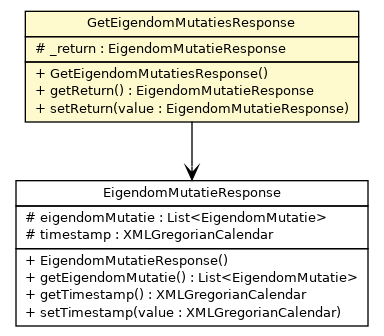 GetEigendomMutatiesResponse
# _return : EigendomMutatieResponse
+ GetEigendomMutatiesResponse()
+ getReturn() : EigendomMutatieResponse
+ setReturn(value : EigendomMutatieResponse)
EigendomMutatieResponse
# eigendomMutatie : List<EigendomMutatie>
# timestamp : XMLGregorianCalendar
+ EigendomMutatieResponse()
+ getEigendomMutatie() : List<EigendomMutatie>
+ getTimestamp() : XMLGregorianCalendar
+ setTimestamp(value : XMLGregorianCalendar)